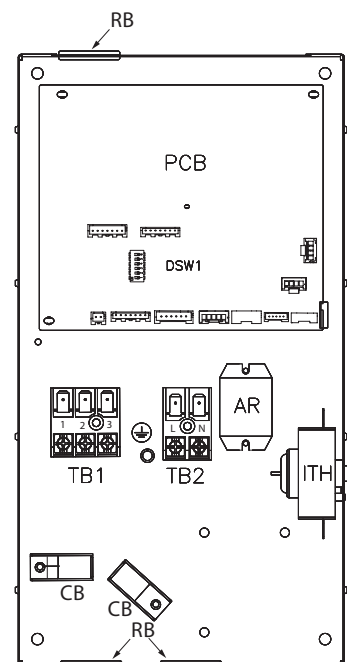 RB
PCB
DSW1
AR
1 2 3
L N
ITH
TB1
TB2
CB
CB
RB